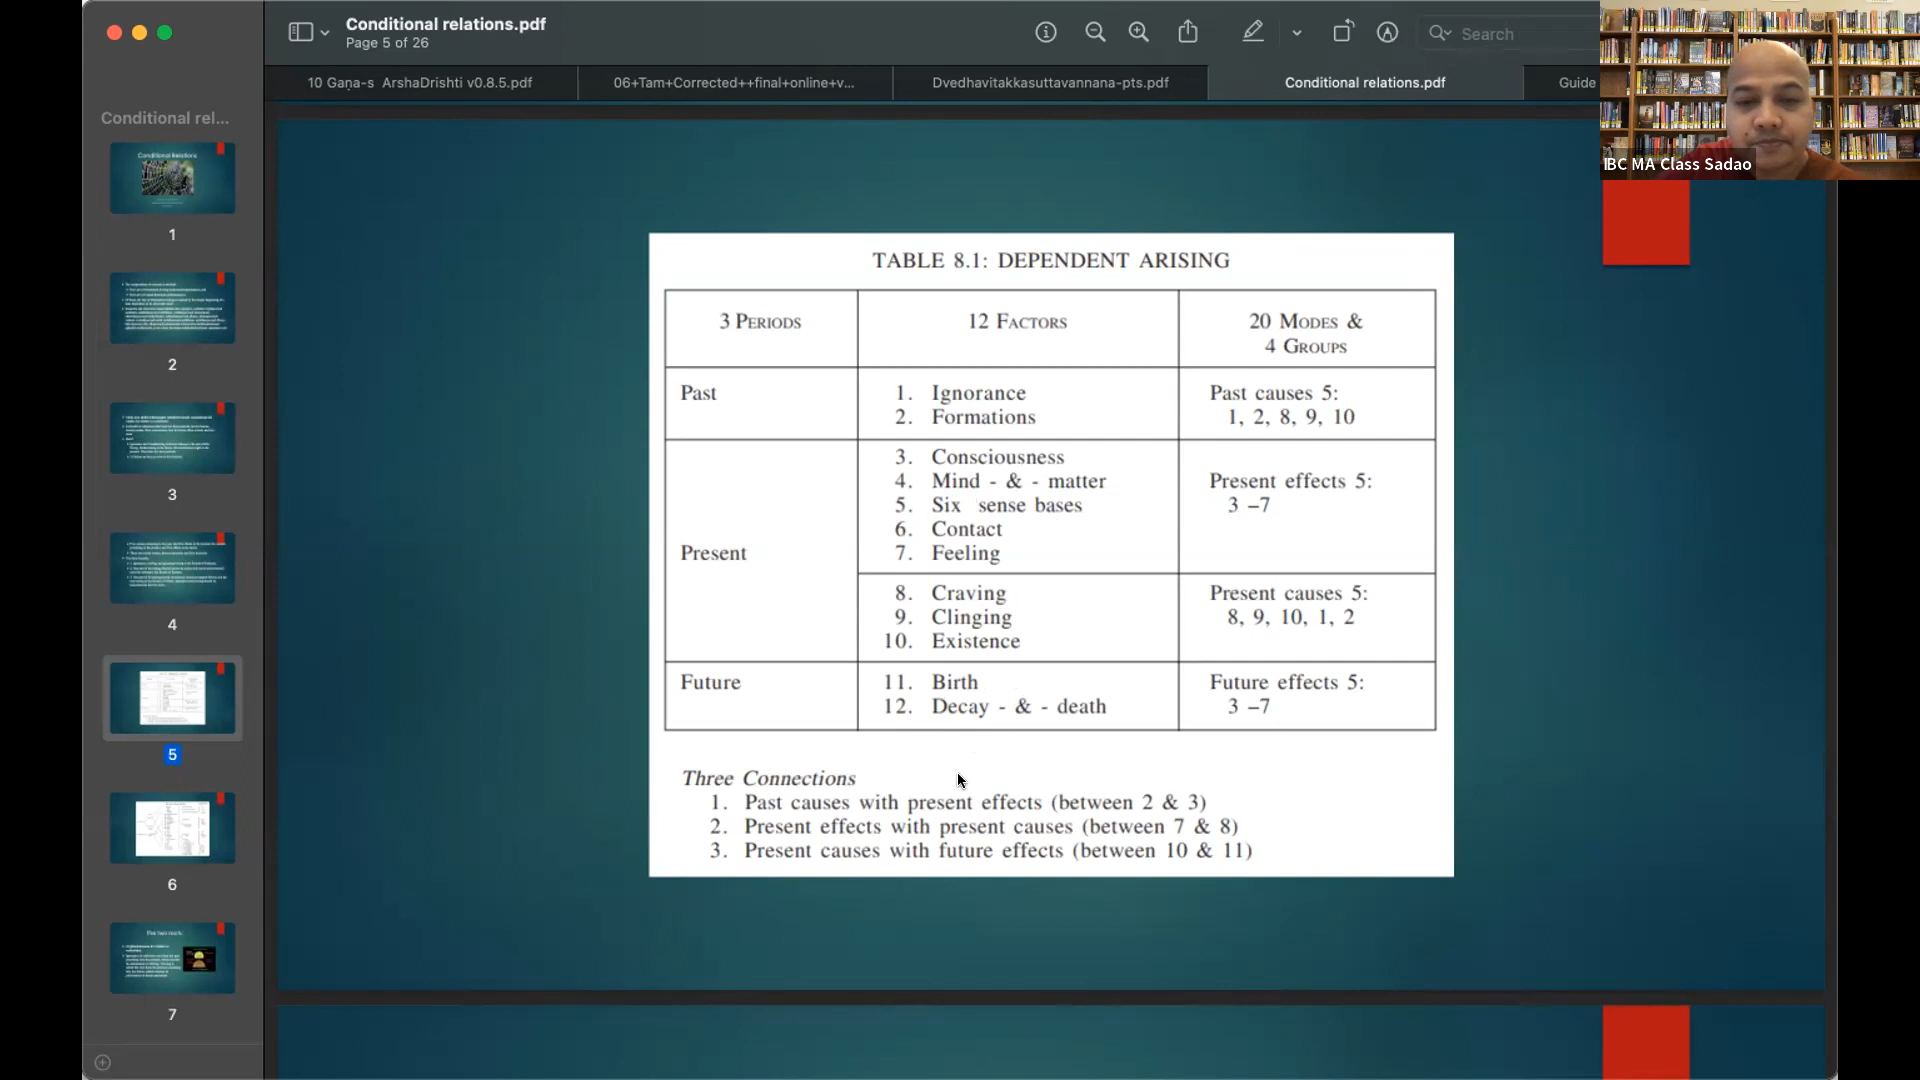 Conditional relations.pdf
Page 5 of 26
Search
10 Gaṇa-s ArshaDrishti v0.8.5.pdf
06+Tam+Corrected++final+online+v...
Dvedhavitakkasuttavannana-pts.pdf
Conditional relations.pdf
Guide
IBC MA Class Sadao
Conditional rel...
Conditional Relations
1
2
3
4
5
6
7
TABLE 8.1: DEPENDENT ARISING
3 PERIODS
12 FACTORS
20 MODES &
4 GROUPS
Past
1. Ignorance
2. Formations
Past causes 5:
1, 2, 8, 9, 10
Present
3. Consciousness
4. Mind - & - matter
5. Six sense bases
6. Contact
7. Feeling
Present effects 5:
3 –7
8. Craving
9. Clinging
10. Existence
Present causes 5:
8, 9, 10, 1, 2
Future
11. Birth
12. Decay - & - death
Future effects 5:
3 –7
Three Connections
1. Past causes with present effects (between 2 & 3)
2. Present effects with present causes (between 7 & 8)
3. Present causes with future effects (between 10 & 11)